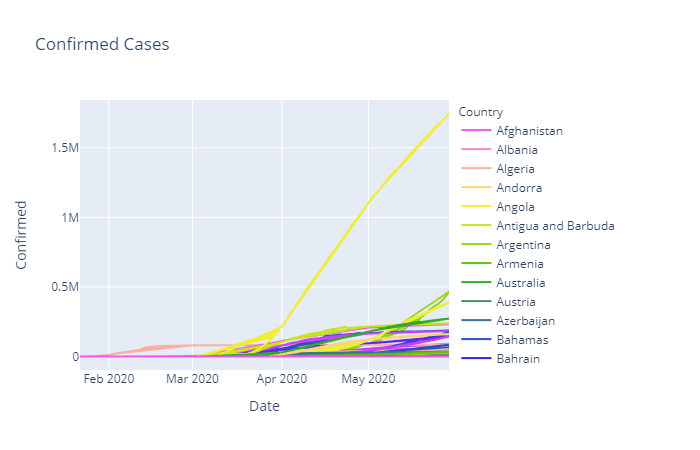 Confirmed Cases
Country
Afghanistan
Albania
Algeria
Andorra
Angola
Antigua and Barbuda
Argentina
Armenia
Australia
Austria
Azerbaijan
Bahamas
Bahrain
1.5M
1M
0.5M
0
Confirmed
Feb 2020 Mar 2020 Apr 2020 May 2020
Date